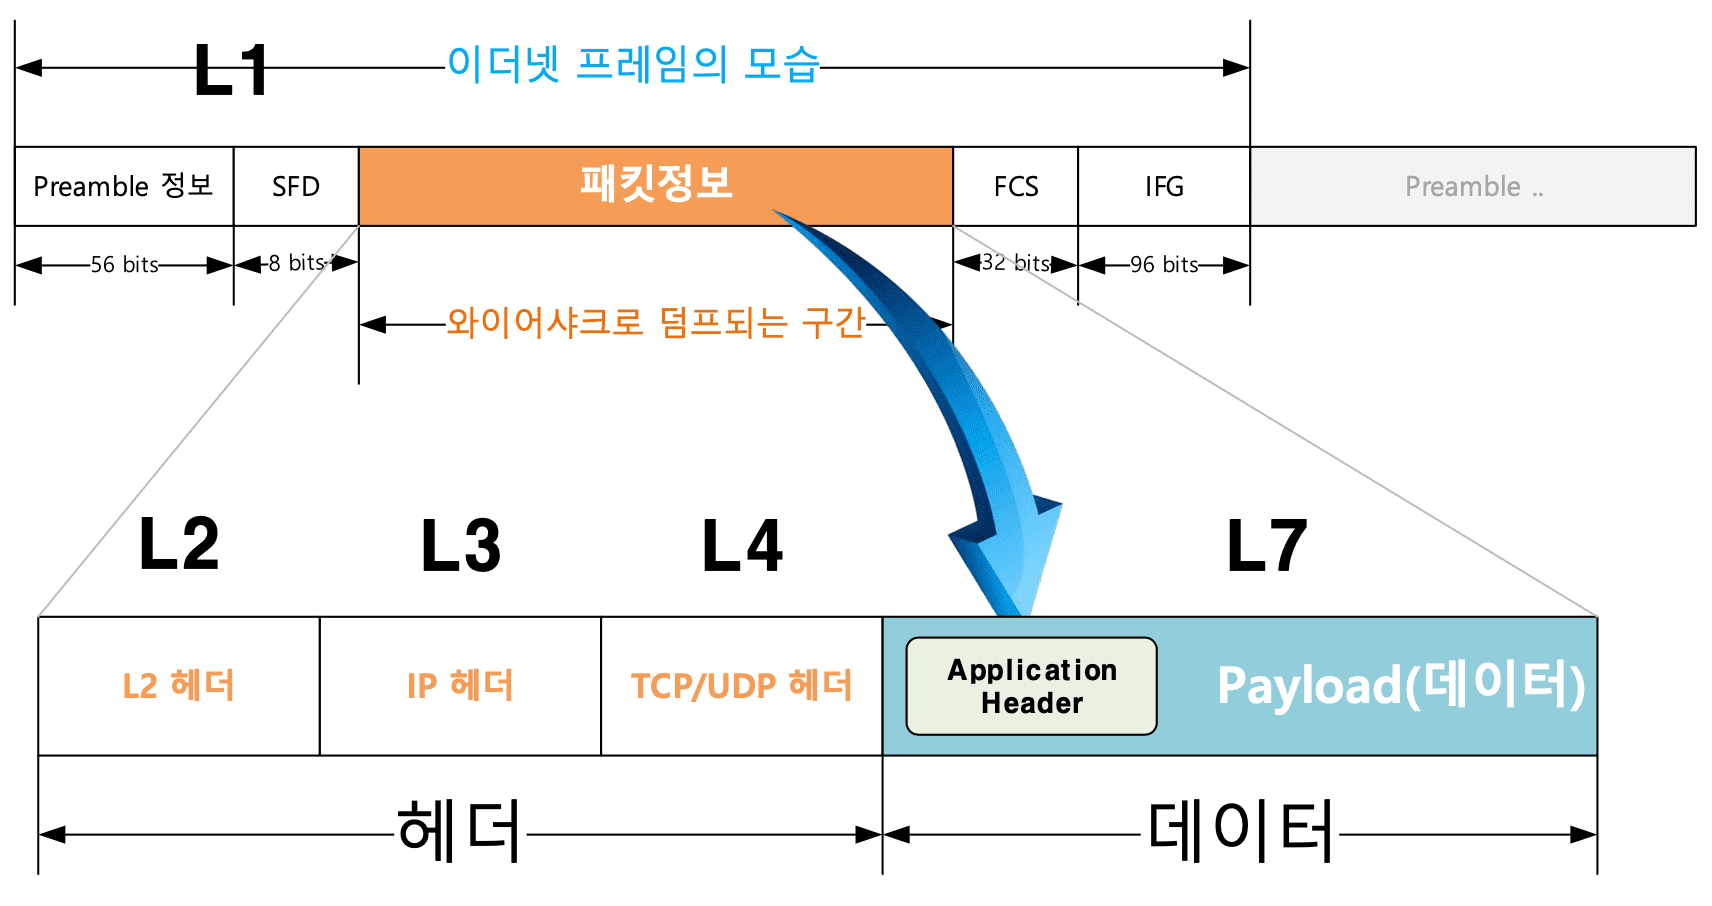 L1
이더넷 프레임의 모습
Preamble 정보
SFD
패킷정보
FCS
IFG
Preamble ..
56 bits
8 bits
32 bits
96 bits
와이어샤크로 덤프되는 구간
L2
L3
L4
L7
L2 헤더
IP 헤더
TCP/UDP 헤더
Application
Header
Payload(데이터)
헤더
데이터